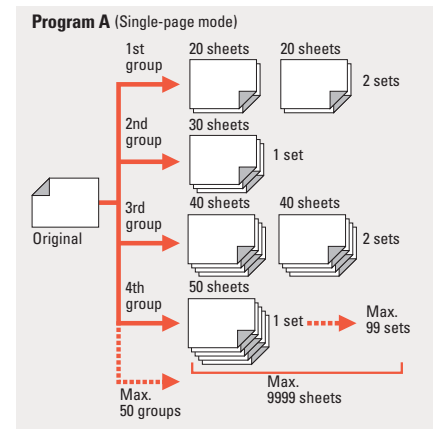 Program A (Single-page mode)
1st
group
20 sheets
20 sheets
2 sets
2nd
group
30 sheets
1 set
Original
3rd
group
40 sheets
40 sheets
2 sets
4th
group
50 sheets
1 set
Max.
99 sets
Max.
50 groups
Max.
9999 sheets